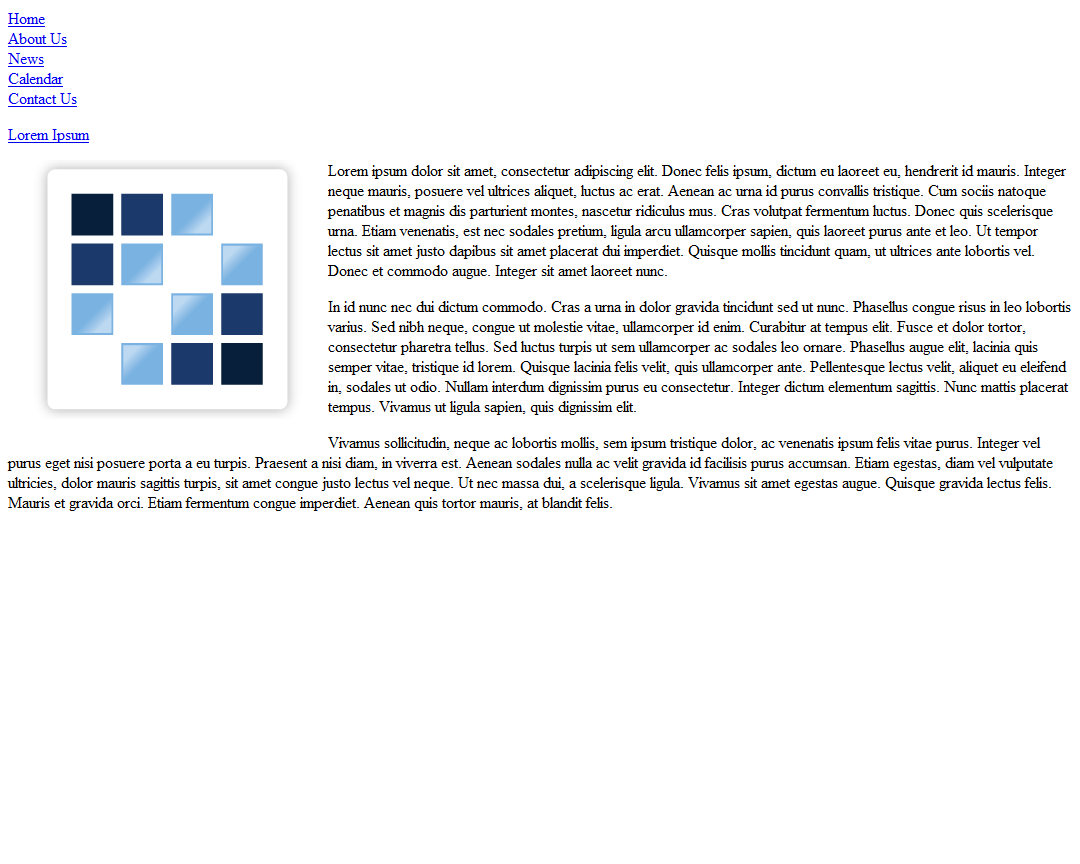 Home
About Us
News
Calendar
Contact Us
Lorem Ipsum
Lorem ipsum dolor sit amet, consectetur adipiscing elit. Donec felis ipsum, dictum eu laoreet eu, hendrerit id mauris. Integer
neque mauris, posuere vel ultrices aliquet, luctus ac erat. Aenean ac urna id purus convallis tristique. Cum sociis natoque
penatibus et magnis dis parturient montes, nascetur ridiculus mus. Cras volutpat fermentum luctus. Donec quis scelerisque
urna. Etiam venenatis, est nec sodales pretium, ligula arcu ullamcorper sapien, quis laoreet purus ante et leo. Ut tempor
lectus sit amet justo dapibus sit amet placerat dui imperdiet. Quisque mollis tincidunt quam, ut ultrices ante lobortis vel.
Donec et commodo augue. Integer sit amet laoreet nunc.
In id nunc nec dui dictum commodo. Cras a urna in dolor gravida tincidunt sed ut nunc. Phasellus congue risus in leo lobortis
varius. Sed nibh neque, congue ut molestie vitae, ullamcorper id enim. Curabitur at tempus elit. Fusce et dolor tortor,
consectetur pharetra tellus. Sed luctus turpis ut sem ullamcorper ac sodales leo ornare. Phasellus augue elit, lacinia quis
semper vitae, tristique id lorem. Quisque lacinia felis velit, quis ullamcorper ante. Pellentesque lectus velit, aliquet eu eleifend
in, sodales ut odio. Nullam interdum dignissim purus eu consectetur. Integer dictum elementum sagittis. Nunc mattis placerat
tempus. Vivamus ut ligula sapien, quis dignissim elit.
Vivamus sollicitudin, neque ac lobortis mollis, sem ipsum tristique dolor, ac venenatis ipsum felis vitae purus. Integer vel
purus eget nisi posuere porta a eu turpis. Praesent a nisi diam, in viverra est. Aenean sodales nulla ac velit gravida id facilisis purus accumsan. Etiam egestas, diam vel vulputate
ultricies, dolor mauris sagittis turpis, sit amet congue justo lectus vel neque. Ut nec massa dui, a scelerisque ligula. Vivamus sit amet egestas augue. Quisque gravida lectus felis.
Mauris et gravida orci. Etiam fermentum congue imperdiet. Aenean quis tortor mauris, at blandit felis.